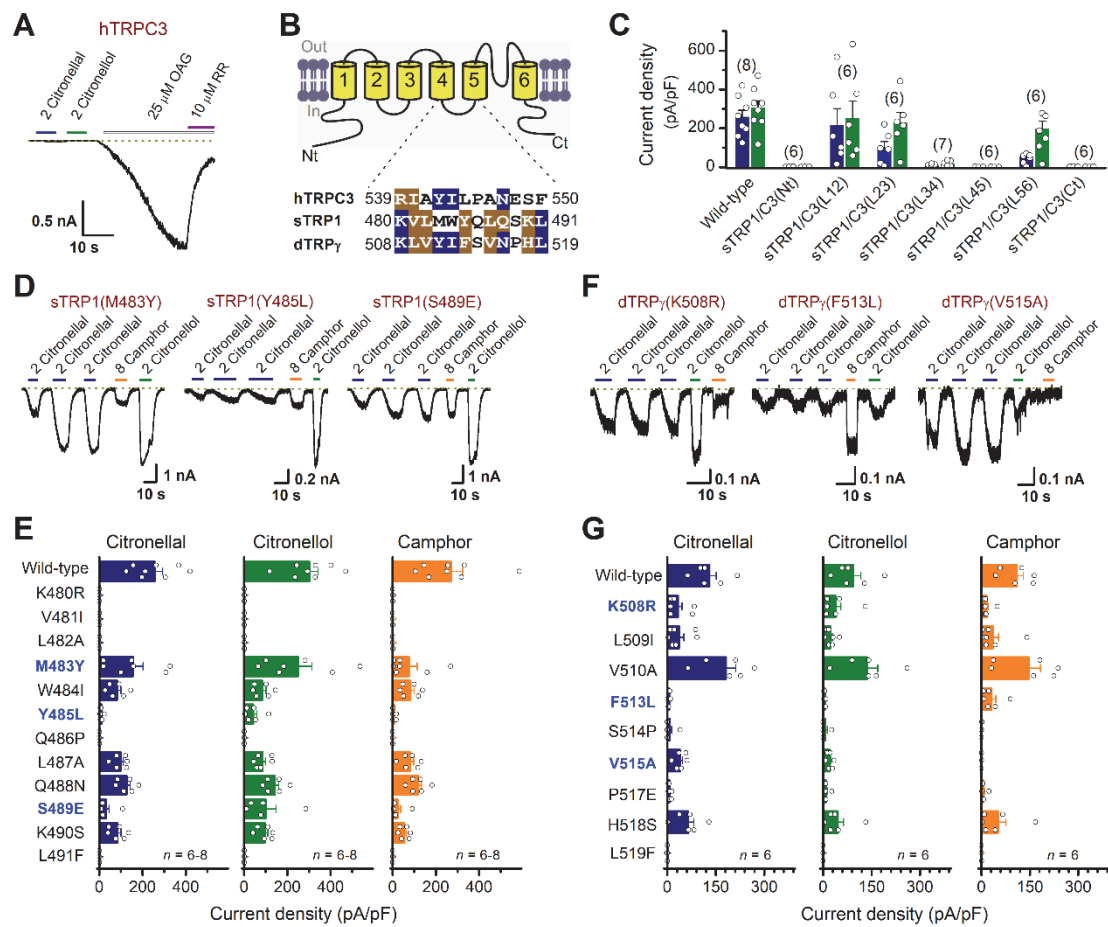 A
hTRPC3
2 Citronellal
2 Citronellol
25 μM OAG
10 μM RR
0.5 nA
10 s
B
Out
In
1 2 3 4 5 6
Nt
Ct
hTRPC3 539 RIAYILPANESF 550
sTRP1 480 KVLMWYQLQSKL 491
dTRPγ 508 KLVYIFSVNPHL 519
C
Current density (pA/pF)
600
400
200
0
(8)
(6)
(6)
(6)
(7)
(6)
(6)
(6)
Wild-type
sTRP1/C3(Nt)
sTRP1/C3(L12)
sTRP1/C3(L23)
sTRP1/C3(L34)
sTRP1/C3(L45)
sTRP1/C3(L56)
sTRP1/C3(Ct)
D
sTRP1(M483Y)
2 Citronellal
2 Citronellal
2 Citronellal
8 Camphor
2 Citronellol
1 nA
10 s
sTRP1(Y485L)
2 Citronellal
2 Citronellal
2 Citronellal
8 Camphor
2 Citronellol
0.2 nA
10 s
sTRP1(S489E)
2 Citronellal
2 Citronellal
2 Citronellal
8 Camphor
2 Citronellol
1 nA
10 s
F
dTRPγ(K508R)
2 Citronellal
2 Citronellal
2 Citronellal
2 Citronellol
8 Camphor
0.1 nA
10 s
dTRPγ(F513L)
2 Citronellal
2 Citronellal
2 Citronellal
8 Camphor
2 Citronellol
0.1 nA
10 s
dTRPγ(V515A)
2 Citronellal
2 Citronellal
2 Citronellal
2 Citronellol
8 Camphor
0.1 nA
10 s
E
Citronellal
Citronellol
Camphor
Wild-type
K480R
V481I
L482A
M483Y
W484I
Y485L
Q486P
L487A
Q488N
S489E
K490S
L491F
n = 6-8
n = 6-8
n = 6-8
0 200 400
0 200 400
0 200 400 600
Current density (pA/pF)
G
Citronellal
Citronellol
Camphor
Wild-type
K508R
L509I
V510A
F513L
S514P
V515A
P517E
H518S
L519F
n = 6
n = 6
n = 6
0 200 400
0 200 400
0 200 400
Current density (pA/pF)